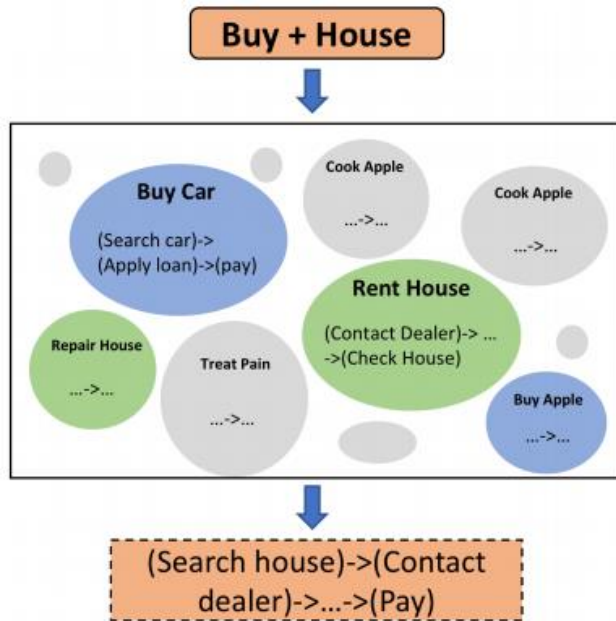 Buy + House
Buy Car
(Search car)->
(Apply loan)->(pay)
Cook Apple
...->...
Cook Apple
...->...
Rent House
(Contact Dealer)-> ...
->(Check House)
Repair House
...->...
Treat Pain
...->...
Buy Apple
...->...
(Search house)->(Contact
dealer)->...->(Pay)